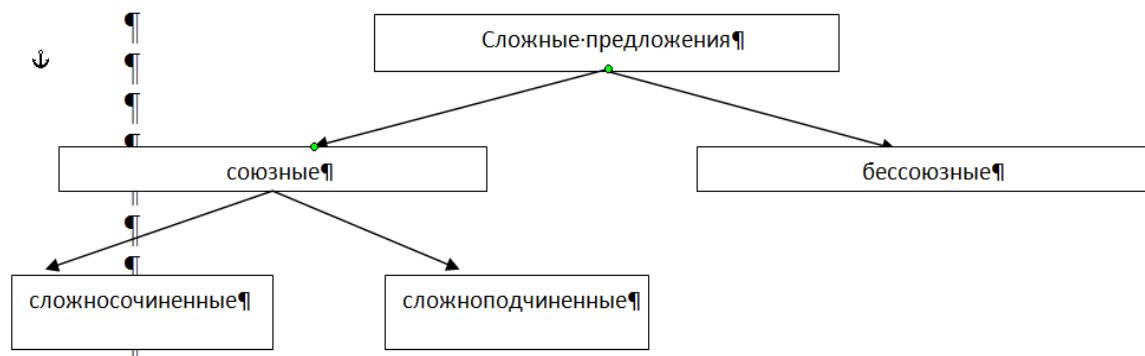 Сложные·предложения¶
союзные¶
бессоюзные¶
сложносочиненные¶
сложноподчиненные¶